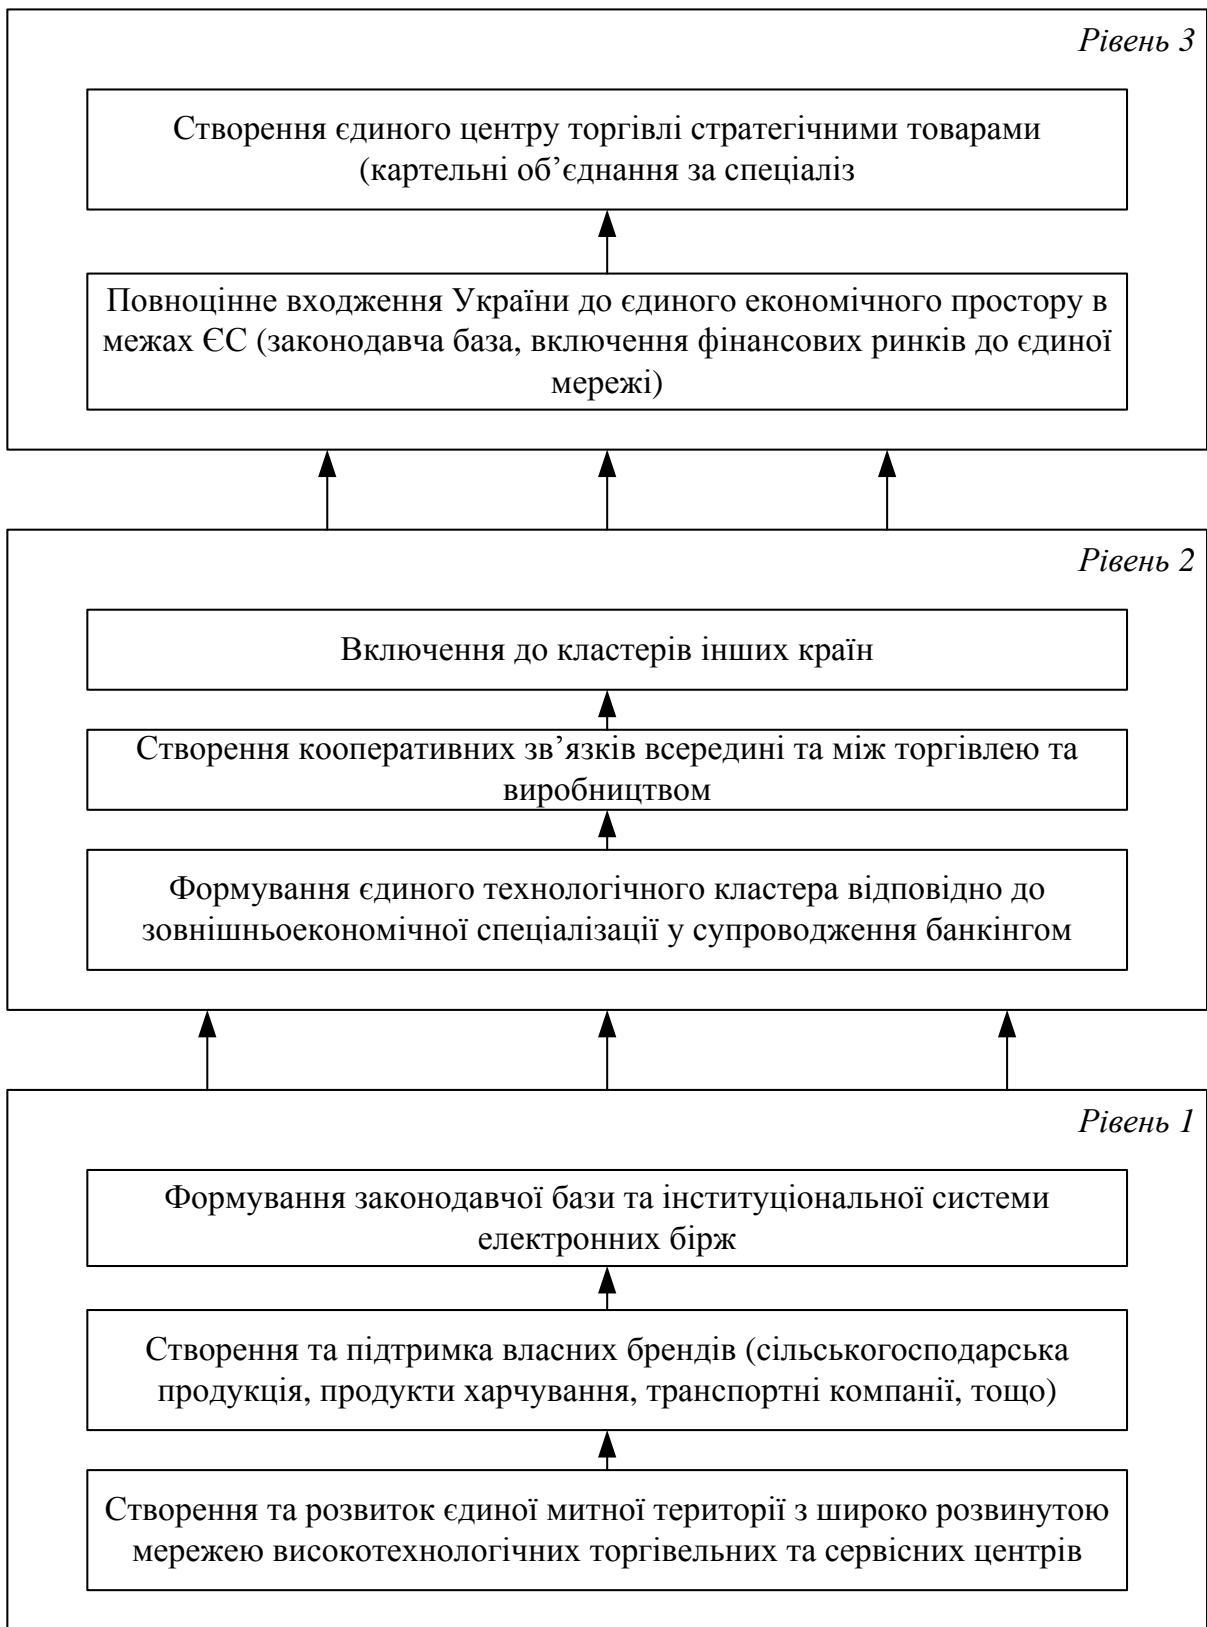 Рівень 3
Створення єдиного центру торгівлі стратегічними товарами
(картельні об’єднання за спеціаліз
Повноцінне входження України до єдиного економічного простору в
межах ЄС (законодавча база, включення фінансових ринків до єдиної
мережі)
Рівень 2
Включення до кластерів інших країн
Створення кооперативних зв’язків всередині та між торгівлею та
виробництвом
Формування єдиного технологічного кластера відповідно до
зовнішньоекономічної спеціалізації у супроводження банкінгом
Рівень 1
Формування законодавчої бази та інституціональної системи
електронних бірж
Створення та підтримка власних брендів (сільськогосподарська
продукція, продукти харчування, транспортні компанії, тощо)
Створення та розвиток єдиної митної території з широко розвинутою
мережею високотехнологічних торгівельних та сервісних центрів